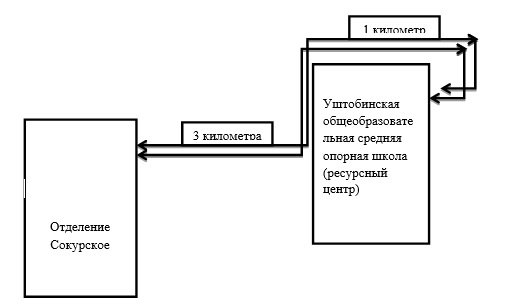 1 километр
Уштобинская
общеобразовате
льная средняя
опорная школа
(ресурсный
центр)
3 километра
Отделение
Сокурское